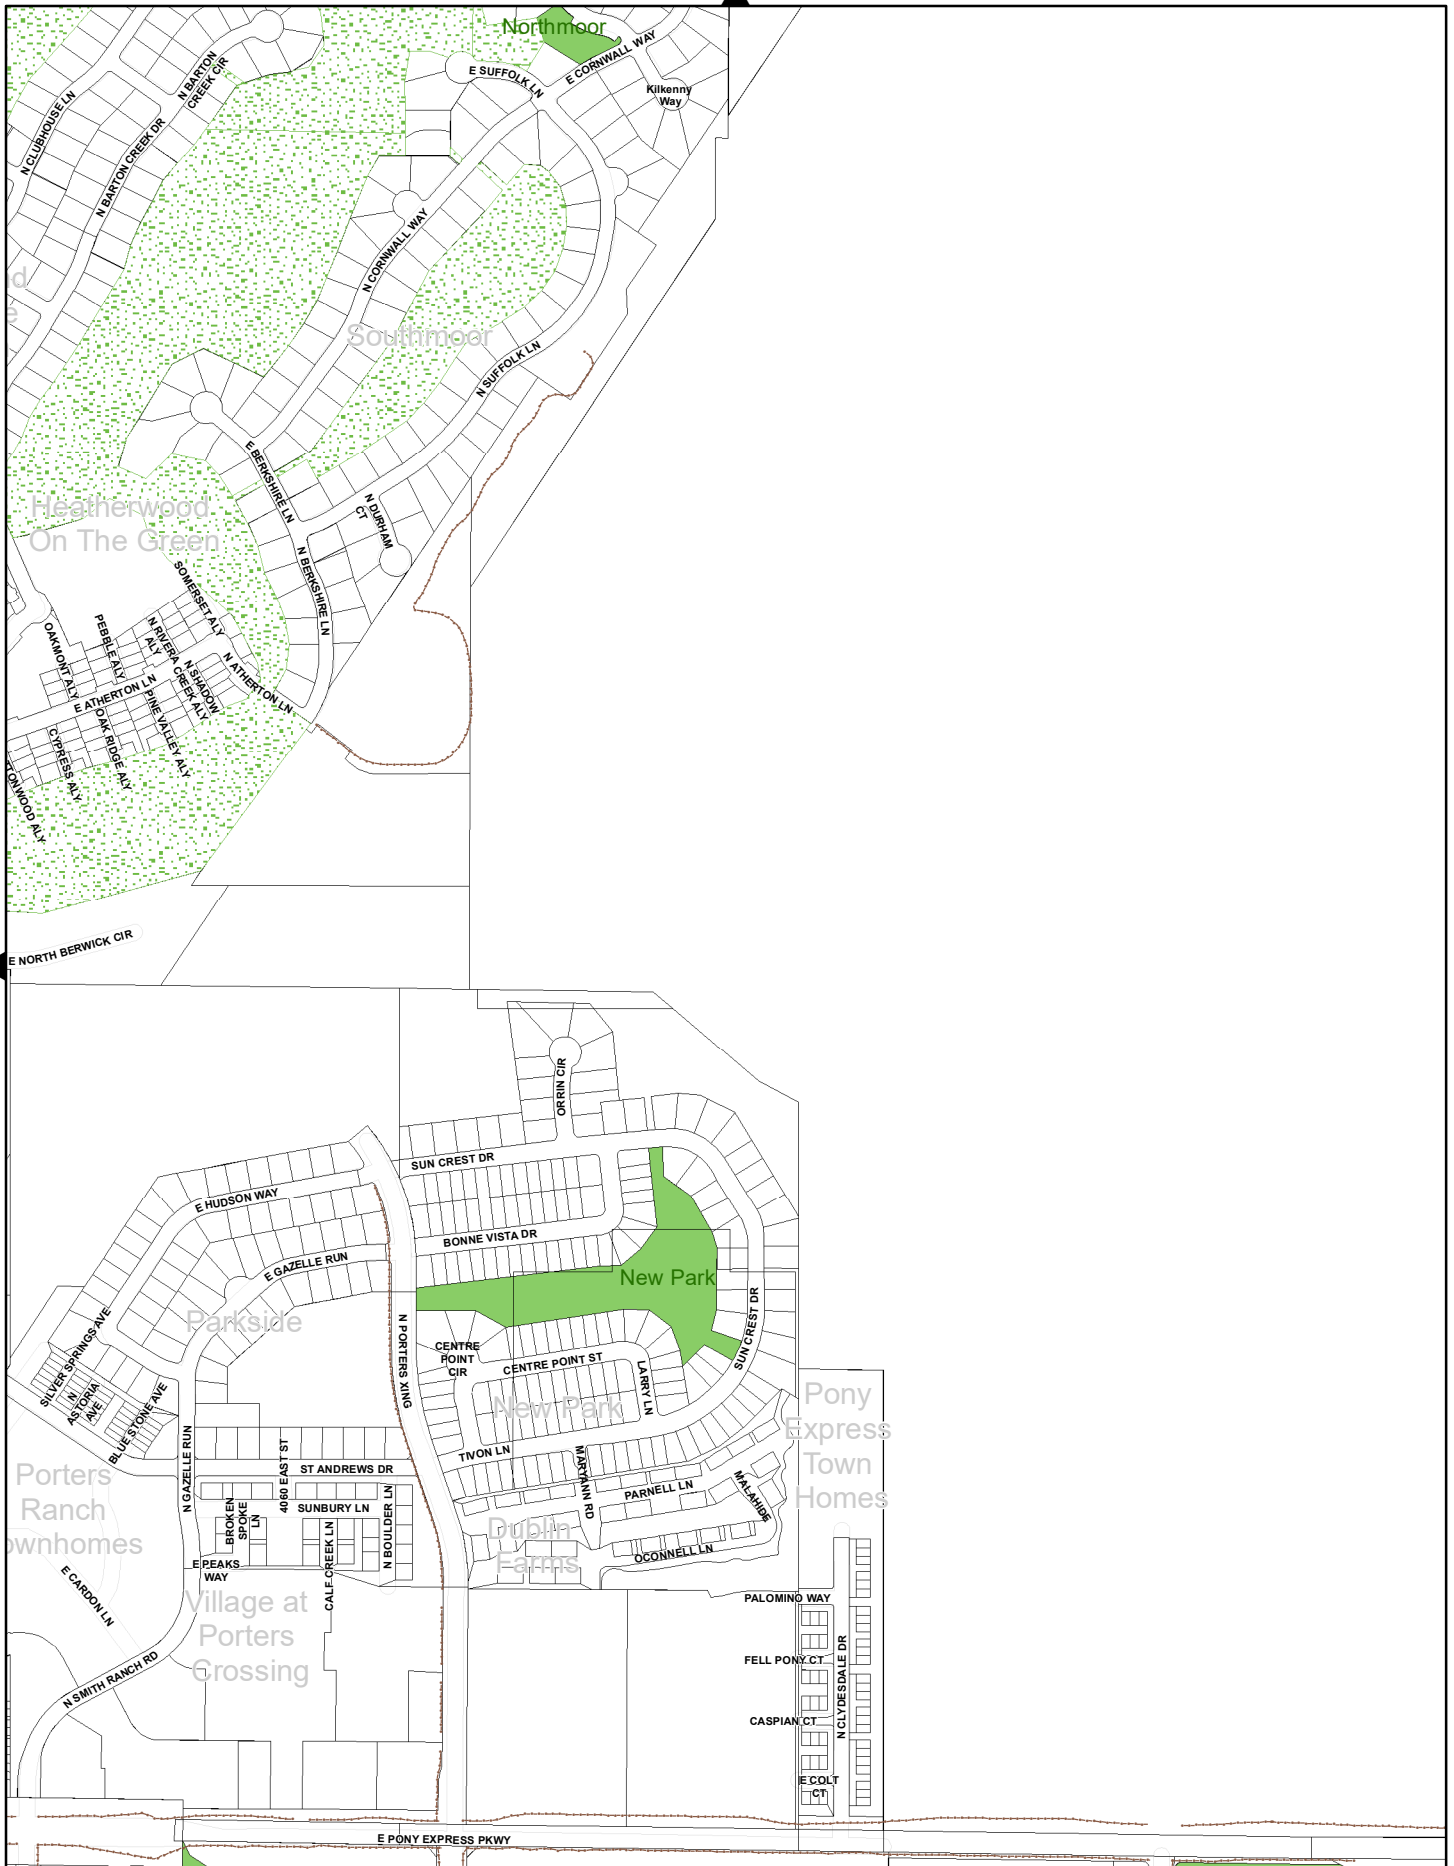 Northmoor
E SUFFOLK LN
E CORNWALL WAY
Kilkenny
Way
N BARTON
CREEK CIR
N CLUBHOUSE LN
N BARTON CREEK DR
N CORNWALL WAY
Southmoor
N SUFFOLK LN
E BERKSHIRE LN
N DURHAM
CT
Heatherwood
On The Green
N BERKSHIRE LN
SOMERSET ALY
PEBBLE ALY
N RIVERA CREEK ALY
ALY
OAKMONT ALY
N SHADOW
N ATHERTON LN
E ATHERTON LN
PINE VALLEY ALY
OAK RIDGE ALY
CYPRESS ALY
TTONWOOD ALY
E NORTH BERWICK CIR
ORRIN CIR
SUN CREST DR
E HUDSON WAY
BONNE VISTA DR
E GAZELLE RUN
New Park
Parkside
N PORTERS XING
SUN CREST DR
CENTRE
POINT
CIR
CENTRE POINT ST
LARRY LN
SILVER SPRINGS AVE
N
ASTORIA
AVE
BLUE STONE AVE
New Park
Pony
Express
Town
Homes
N GAZELLE RUN
TIVON LN
MARYANN RD
ST ANDREWS DR
4060 EAST ST
Porters
Ranch
ownhomes
PARNELL LN
MALAHIDE
SUNBURY LN
BROKEN
SPOKE
LN
N BOULDER LN
CALF CREEK LN
Dublin
Farms
OCONNELL LN
E PEAKS
WAY
E CARDON LN
Village at
Porters
Crossing
PALOMINO WAY
FELL PONY CT
N CLYDESDALE DR
N SMITH RANCH RD
CASPIAN CT
E COLT
CT
E PONY EXPRESS PKWY